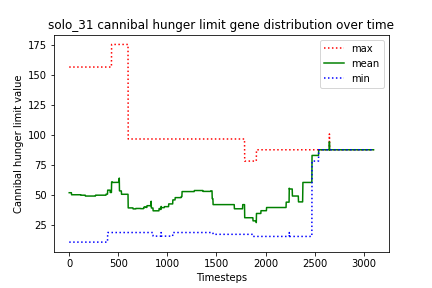 solo_31 cannibal hunger limit gene distribution over time
Cannibal hunger limit value
175
150
125
100
75
50
25
max
mean
min
0 500 1000 1500 2000 2500 3000
Timesteps